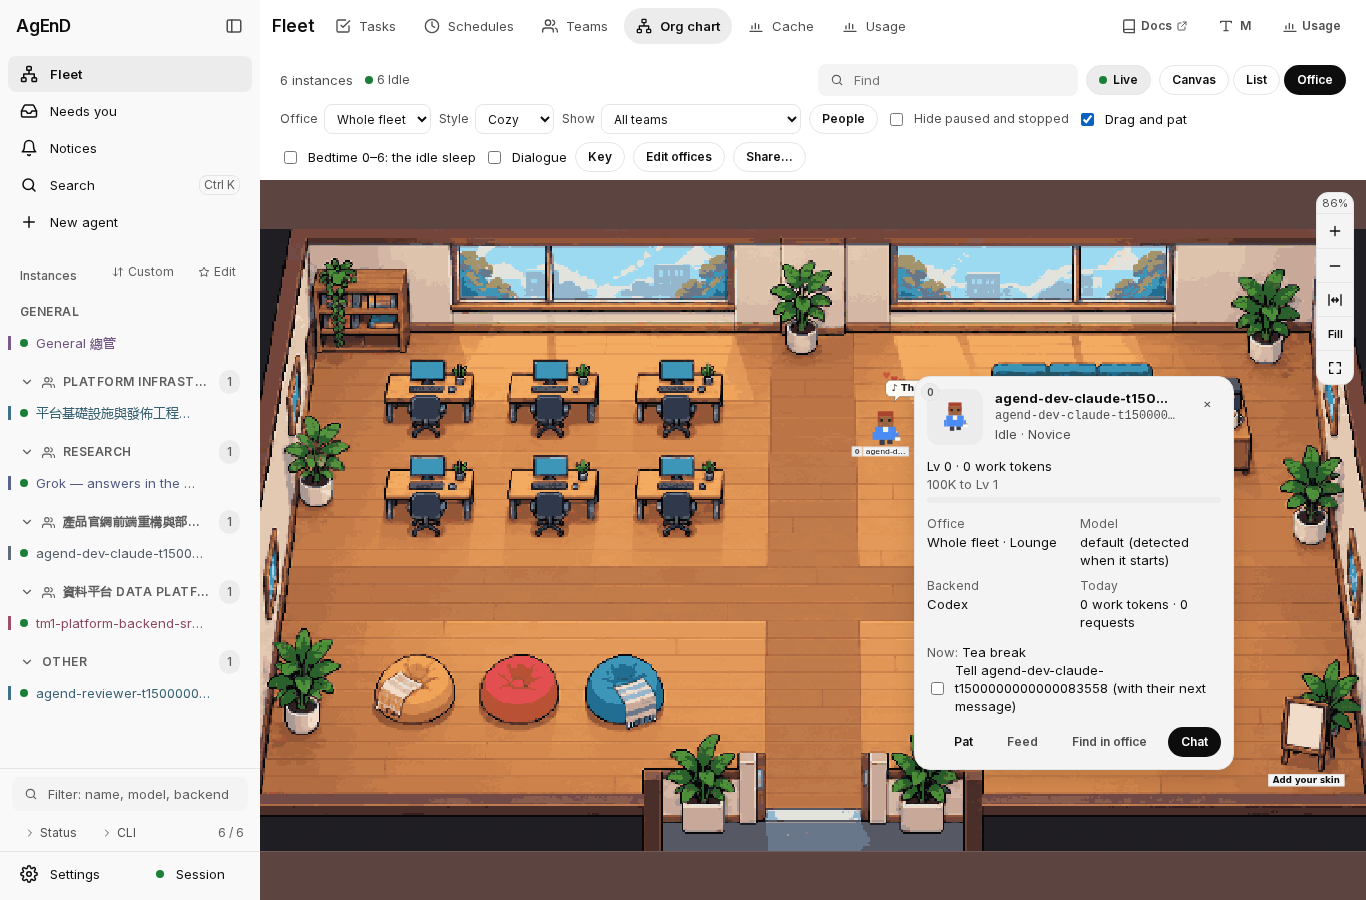 AgEnD
Fleet
Needs you
Notices
Search
Ctrl K
New agent
Instances
Custom
Edit
GENERAL
General 總管
PLATFORM INFRAST...
1
平台基礎設施與發佈工程...
RESEARCH
1
Grok — answers in the ...
產品官網前端重構與部...
1
agend-dev-claude-t1500...
資料平台 DATA PLATF...
1
tm1-platform-backend-sr...
OTHER
1
agend-reviewer-t1500000...
Filter: name, model, backend
Status
CLI
6 / 6
Settings
Session
Fleet
Tasks
Schedules
Teams
Org chart
Cache
Usage
Docs
M
Usage
6 instances
6 Idle
Find
Live
Canvas
List
Office
Office
Whole fleet
Style
Cozy
Show
All teams
People
Hide paused and stopped
Drag and pat
Bedtime 0–6: the idle sleep
Dialogue
Key
Edit offices
Share...
86%
Fill
♪ Th
0 agend-d...
0
agend-dev-claude-t150...
agend-dev-claude-t150000...
Idle · Novice
×
Lv 0 · 0 work tokens
100K to Lv 1
Office
Whole fleet · Lounge
Model
default (detected
when it starts)
Backend
Codex
Today
0 work tokens · 0
requests
Now: Tea break
Tell agend-dev-claude-
t1500000000000083558 (with their next
message)
Pat
Feed
Find in office
Chat
Add your skin